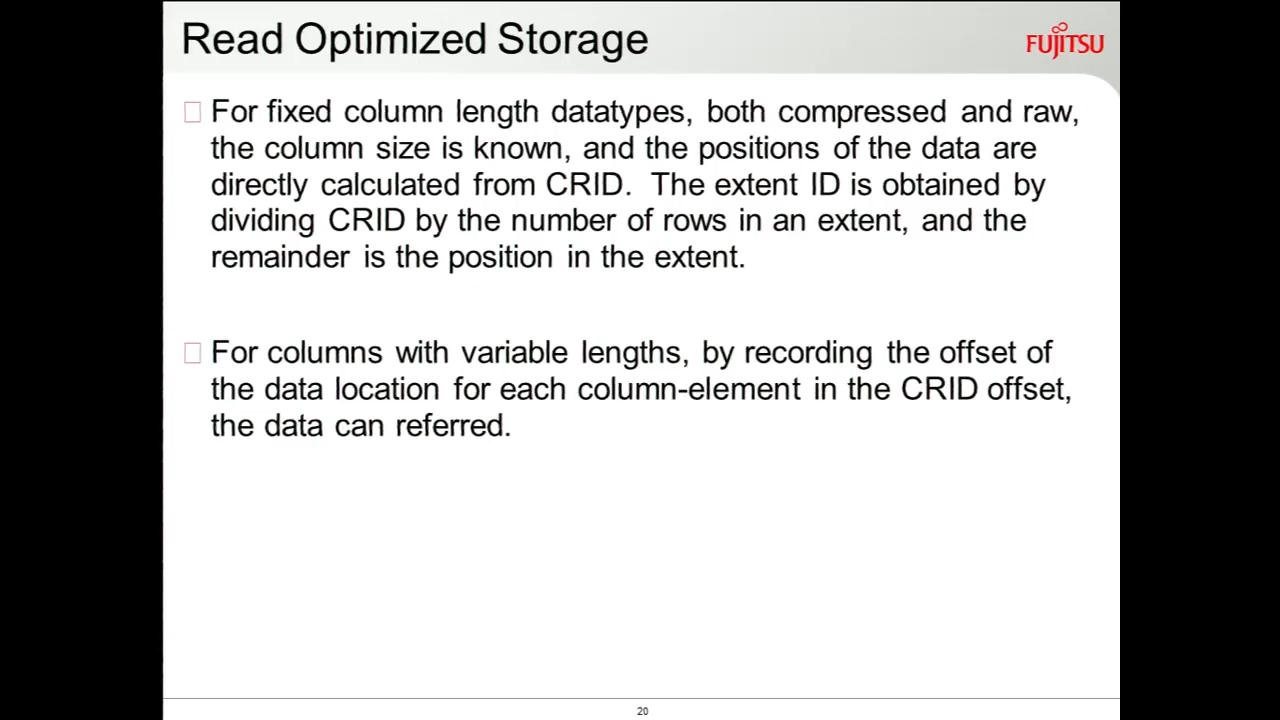 Read Optimized Storage
FUJITSU
For fixed column length datatypes, both compressed and raw,
the column size is known, and the positions of the data are
directly calculated from CRID. The extent ID is obtained by
dividing CRID by the number of rows in an extent, and the
remainder is the position in the extent.
For columns with variable lengths, by recording the offset of
the data location for each column-element in the CRID offset,
the data can referred.
20